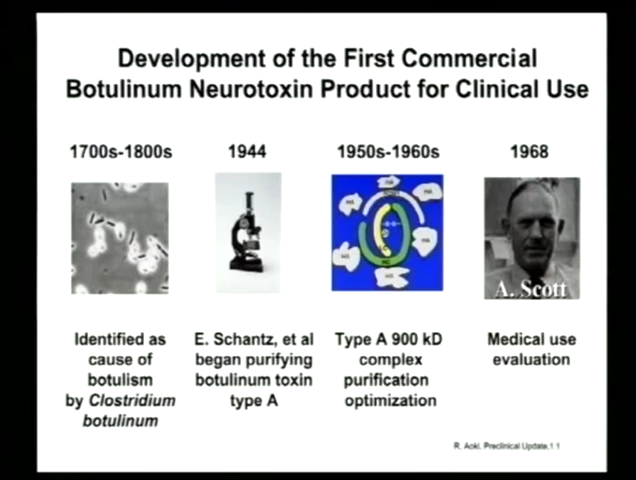 Development of the First Commercial
Botulinum Neurotoxin Product for Clinical Use
1700s-1800s
1944
1950s-1960s
1968
A. Scott
Identified as
cause of
botulism
by Clostridium
botulinum
E. Schantz, et al
began purifying
botulinum toxin
type A
Type A 900 kD
complex
purification
optimization
Medical use
evaluation
R. Aoki, Preclinical Update,1 1